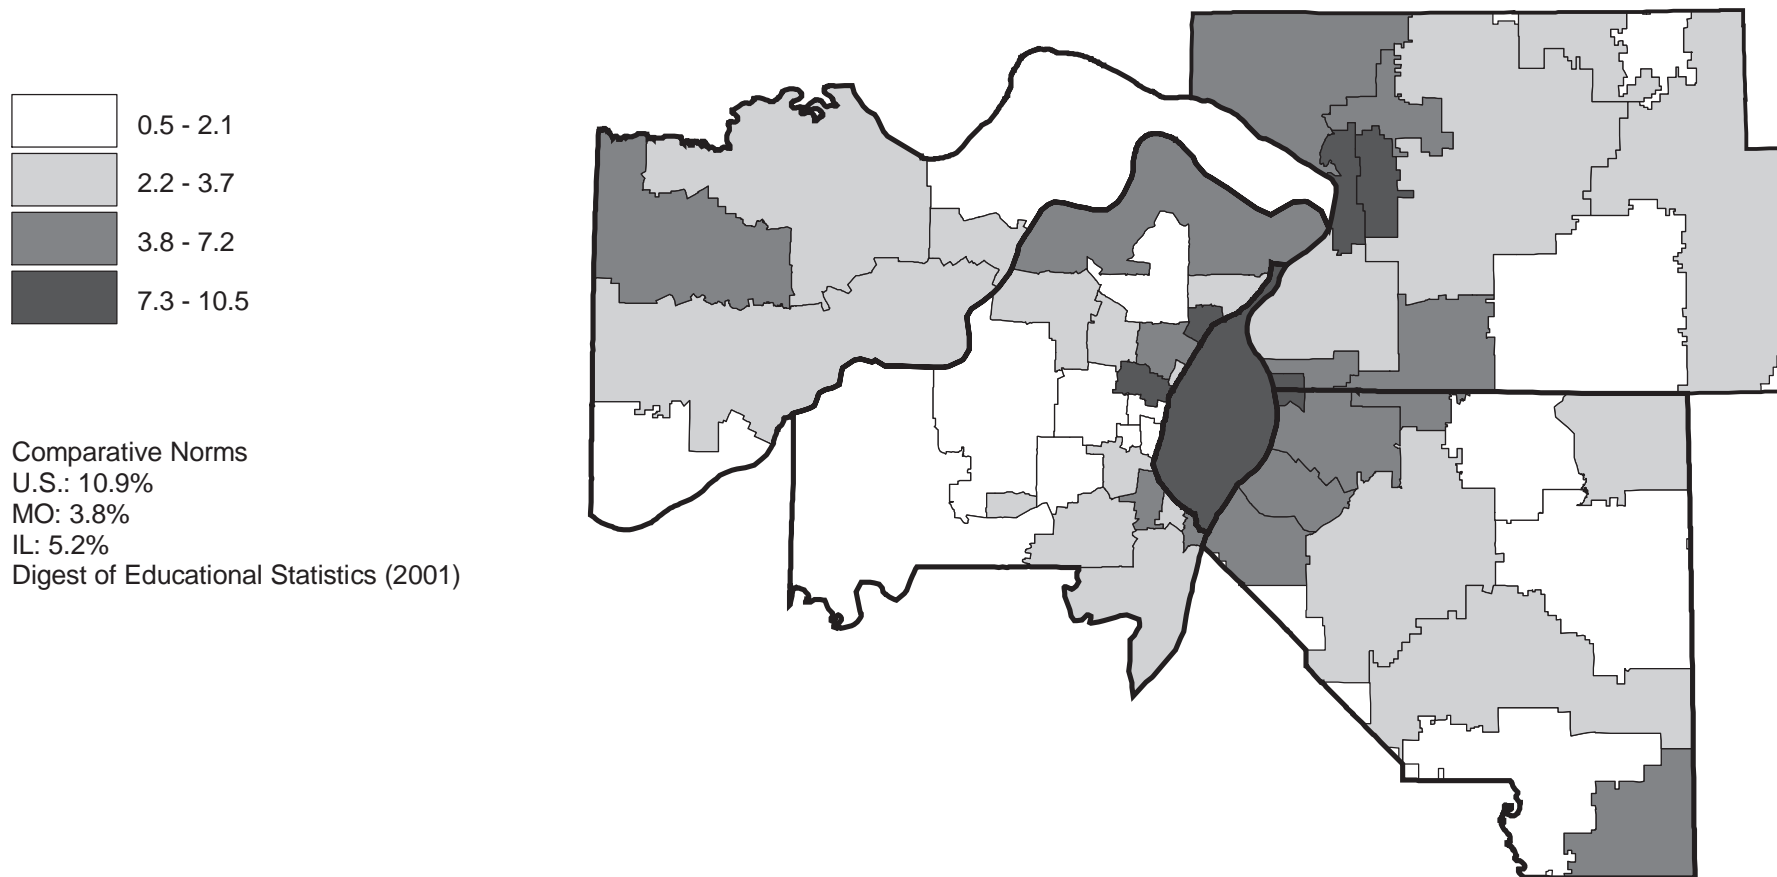 0.5 - 2.1
2.2 - 3.7
3.8 - 7.2
7.3 - 10.5
Comparative Norms
U.S.: 10.9%
MO: 3.8%
IL: 5.2%
Digest of Educational Statistics (2001)